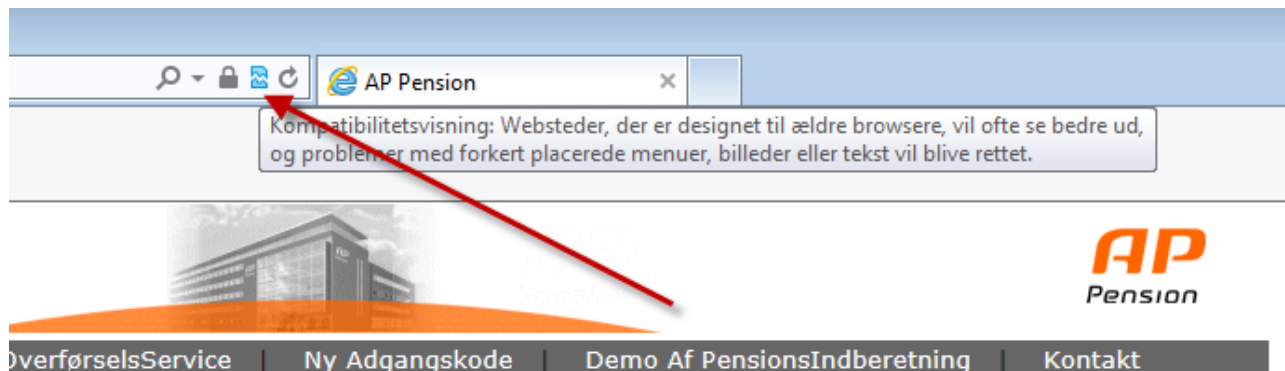 AP Pension
Kompatibilitetsvisning: Websteder, der er designet til ældre browsere, vil ofte se bedre ud,
og problemer med forkert placerede menuer, billeder eller tekst vil blive rettet.
AP
Pension
OverførselsService | Ny Adgangskode | Demo Af PensionsIndberetning | Kontakt